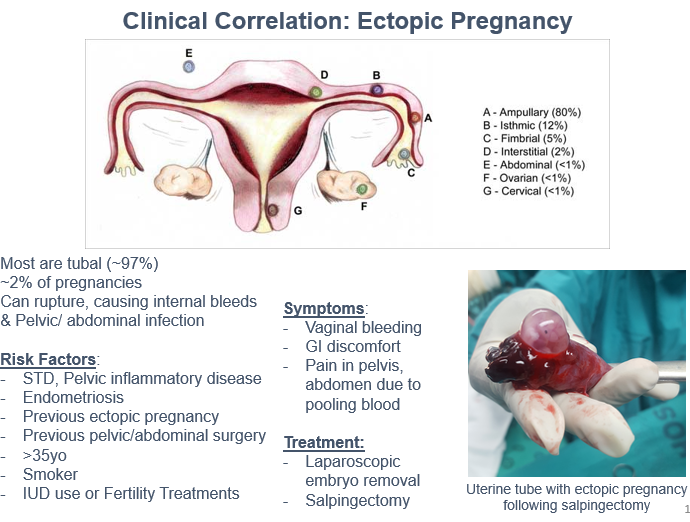 Clinical Correlation: Ectopic Pregnancy
E
D
B
A
C
F
G
A - Ampullary (80%)
B - Isthmic (12%)
C - Fimbrial (5%)
D - Interstitial (2%)
E - Abdominal (<1%)
F - Ovarian (<1%)
G - Cervical (<1%)
Most are tubal (~97%)
~2% of pregnancies
Can rupture, causing internal bleeds
& Pelvic/ abdominal infection
Risk Factors:
- STD, Pelvic inflammatory disease
- Endometriosis
- Previous ectopic pregnancy
- Previous pelvic/abdominal surgery
- >35yo
- Smoker
- IUD use or Fertility Treatments
Symptoms:
- Vaginal bleeding
- GI discomfort
- Pain in pelvis,
abdomen due to
pooling blood
Treatment:
- Laparoscopic
embryo removal
- Salpingectomy
Uterine tube with ectopic pregnancy
following salpingectomy
1